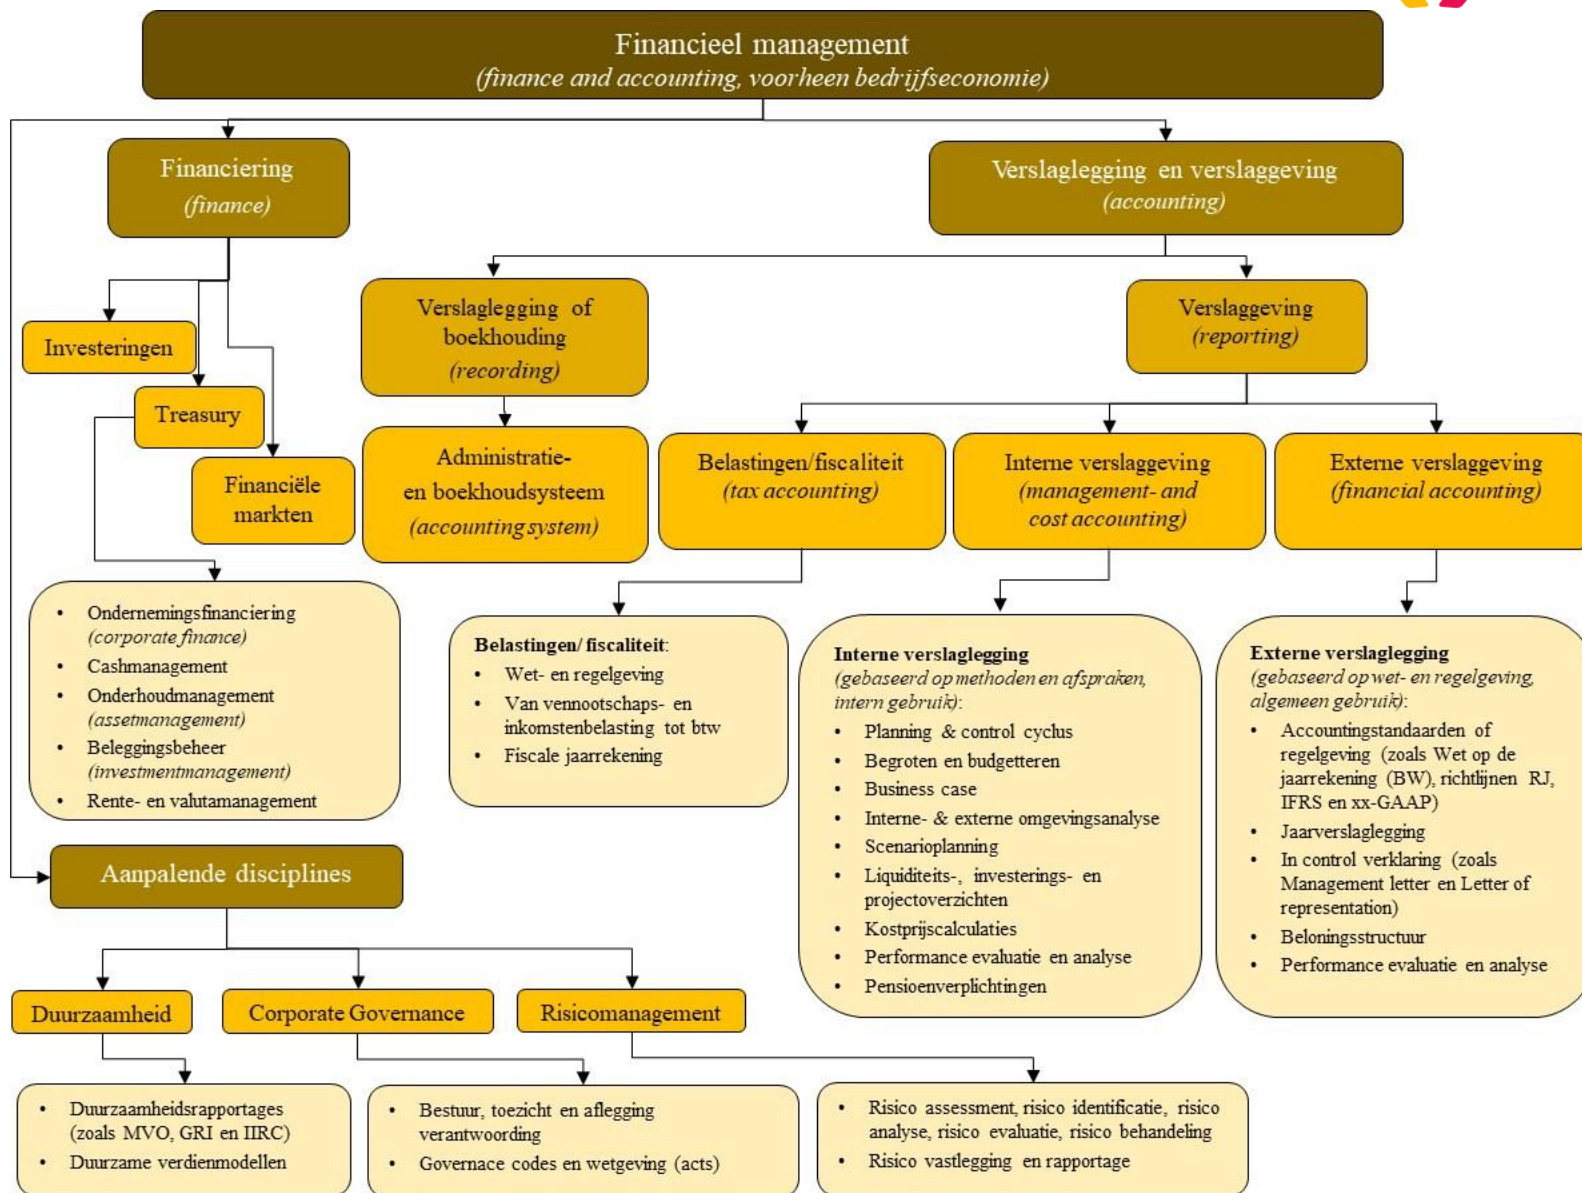 Financieel management
(finance and accounting, voorheen bedrijfseconomie)
Financiering
(finance)
Verslaglegging en verslaggeving
(accounting)
Investeringen
Treasury
Financiële
markten
Verslaglegging of
boekhouding
(recording)
Administratie-
en boekhoudsysteem
(accounting system)
Verslaggeving
(reporting)
Belastingen/fiscaliteit
(tax accounting)
Interne verslaggeving
(management- and
cost accounting)
Externe verslaggeving
(financial accounting)
• Ondernemingsfinanciering
(corporate finance)
• Cashmanagement
• Onderhoudmanagement
(assetmanagement)
• Beleggingsbeheer
(investmentmanagement)
• Rente- en valutamanagement
Belastingen/ fiscaliteit:
• Wet- en regelgeving
• Van vennootschaps- en
inkomstenbelasting tot btw
• Fiscale jaarrekening
Interne verslaglegging
(gebaseerd op methoden en afspraken,
intern gebruik):
• Planning & control cyclus
• Begroten en budgetteren
• Business case
• Interne- & externe omgevingsanalyse
• Scenarioplanning
• Liquiditeits-, investerings- en
projectoverzichten
• Kostprijscalculaties
• Performance evaluatie en analyse
• Pensioenverplichtingen
Externe verslaglegging
(gebaseerd op wet- en regelgeving,
algemeen gebruik):
• Accountingstandaarden of
regelgeving (zoals Wet op de
jaarrekening (BW), richtlijnen RJ,
IFRS en xx-GAAP)
• Jaarverslaglegging
• In control verklaring (zoals
Management letter en Letter of
representation)
• Beloningsstructuur
• Performance evaluatie en analyse
Aanpalende disciplines
Duurzaamheid
Corporate Governance
Risicomanagement
• Duurzaamheidsrapportages
(zoals MVO, GRI en IIRC)
• Duurzame verdienmodellen
• Bestuur, toezicht en aflegging
verantwoording
• Governace codes en wetgeving (acts)
• Risico assessment, risico identificatie, risico
analyse, risico evaluatie, risico behandeling
• Risico vastlegging en rapportage